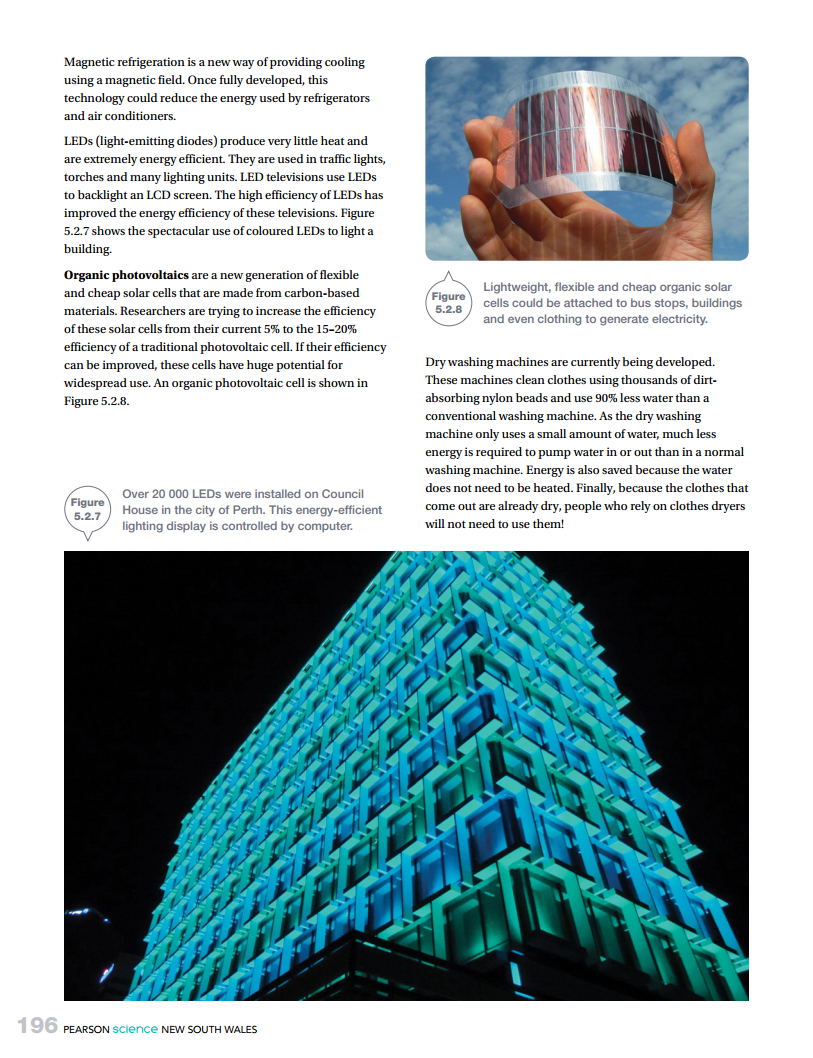 Magnetic refrigeration is a new way of providing cooling
using a magnetic field. Once fully developed, this
technology could reduce the energy used by refrigerators
and air conditioners.
LEDs (light-emitting diodes) produce very little heat and
are extremely energy efficient. They are used in traffic lights,
torches and many lighting units. LED televisions use LEDs
to backlight an LCD screen. The high efficiency of LEDs has
improved the energy efficiency of these televisions. Figure
5.2.7 shows the spectacular use of coloured LEDs to light a
building.
Organic photovoltaics are a new generation of flexible
and cheap solar cells that are made from carbon-based
materials. Researchers are trying to increase the efficiency
of these solar cells from their current 5% to the 15–20%
efficiency of a traditional photovoltaic cell. If their efficiency
can be improved, these cells have huge potential for
widespread use. An organic photovoltaic cell is shown in
Figure 5.2.8.
Figure
5.2.7
Over 20 000 LEDs were installed on Council
House in the city of Perth. This energy-efficient
lighting display is controlled by computer.
Figure
5.2.8
Lightweight, flexible and cheap organic solar
cells could be attached to bus stops, buildings
and even clothing to generate electricity.
Dry washing machines are currently being developed.
These machines clean clothes using thousands of dirt-
absorbing nylon beads and use 90% less water than a
conventional washing machine. As the dry washing
machine only uses a small amount of water, much less
energy is required to pump water in or out than in a normal
washing machine. Energy is also saved because the water
does not need to be heated. Finally, because the clothes that
come out are already dry, people who rely on clothes dryers
will not need to use them!
196 PEARSON science NEW SOUTH WALES